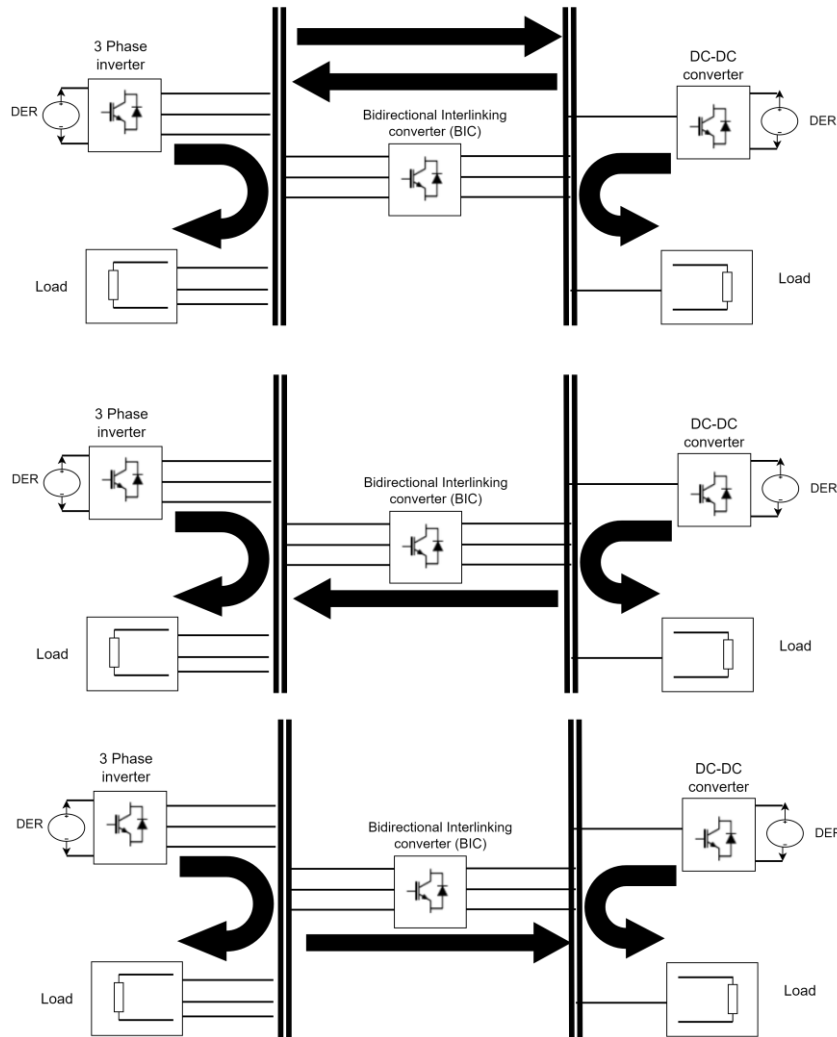 3 Phase
inverter
DC-DC
converter
DER
DER
Bidirectional Interlinking
converter (BIC)
Load
Load
3 Phase
inverter
DC-DC
converter
DER
DER
Bidirectional Interlinking
converter (BIC)
Load
Load
3 Phase
inverter
DC-DC
converter
DER
DER
Bidirectional Interlinking
converter (BIC)
Load
Load